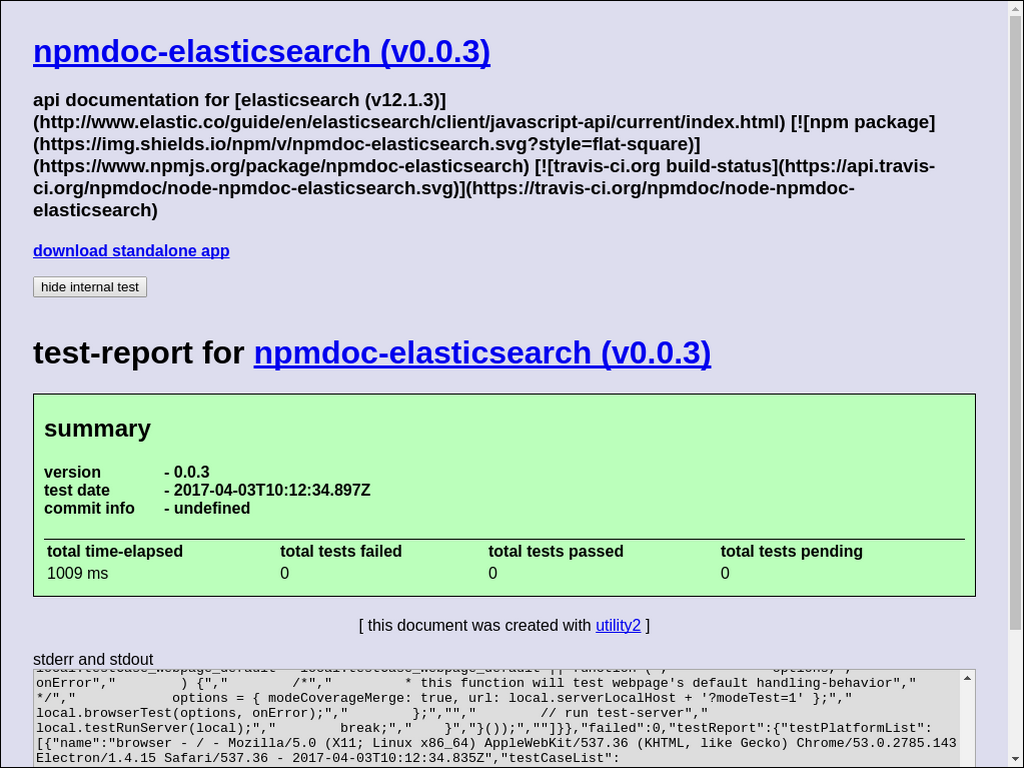 npmdoc-elasticsearch (v0.0.3)
api documentation for [elasticsearch (v12.1.3)]
(http://www.elastic.co/guide/en/elasticsearch/client/javascript-api/current/index.html) [![npm package]
(https://img.shields.io/npm/v/npmdoc-elasticsearch.svg?style=flat-square)]
(https://www.npmjs.org/package/npmdoc-elasticsearch) [![travis-ci.org build-status](https://api.travis-
ci.org/npmdoc/node-npmdoc-elasticsearch.svg)](https://travis-ci.org/npmdoc/node-npmdoc-
elasticsearch)
download standalone app
hide internal test
test-report for npmdoc-elasticsearch (v0.0.3)
summary
version - 0.0.3
test date - 2017-04-03T10:12:34.897Z
commit info - undefined
total time-elapsed total tests failed total tests passed total tests pending
1009 ms 0 0 0
[ this document was created with utility2 ]
stderr and stdout
local.testCase_webpage_default = local.testCase_webpage_default || function (","            options,","
onError","        ) {","        /*","         * this function will test webpage's default handling-behavior","
*/","            options = { modeCoverageMerge: true, url: local.serverLocalHost + '?modeTest=1' };","
local.browserTest(options, onError);","        };","","        // run test-server","
local.testRunServer(local);","        break;","    }","}());",""]}},"failed":0,"testReport":{"testPlatformList":
[{"name":"browser - / - Mozilla/5.0 (X11; Linux x86_64) AppleWebKit/537.36 (KHTML, like Gecko) Chrome/53.0.2785.143
Electron/1.4.15 Safari/537.36 - 2017-04-03T10:12:34.835Z","testCaseList":